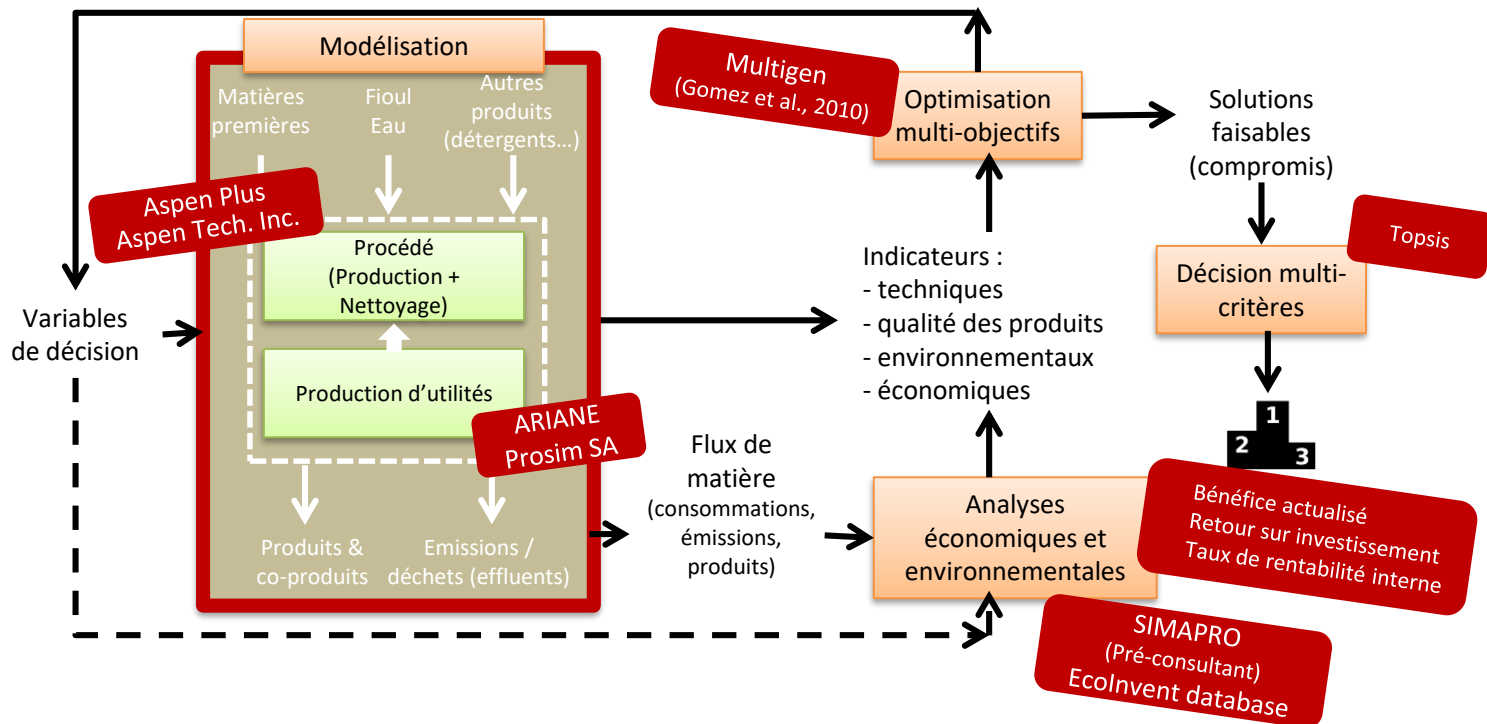 Modélisation
Matières
premières
Fioul
Eau
Autres
produits
(détergents…)
Aspen Plus
Aspen Tech. Inc.
Procédé
(Production +
Nettoyage)
Production d’utilités
ARIANE
Prosim SA
Produits &
co-produits
Emissions /
déchets (effluents)
Variables
de décision
Flux de
matière
(consommations,
émissions,
produits)
Multigen
(Gomez et al., 2010)
Optimisation
multi-objectifs
Indicateurs :
- techniques
- qualité des produits
- environnementaux
- économiques
Analyses
économiques et
environnementales
Solutions
faisables
(compromis)
Topsis
Décision multi-
critères
1
2
3
Bénéfice actualisé
Retour sur investissement
Taux de rentabilité interne
SIMAPRO
(Pré-consultant)
EcoInvent database